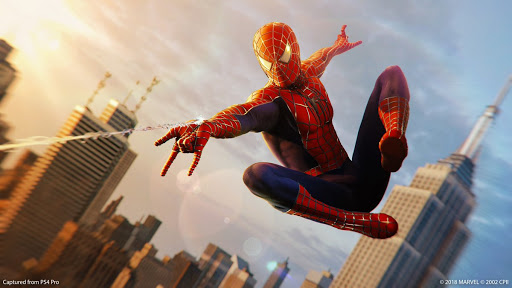 Captured from PS4 Pro
© 2018 MARVEL © 2002 CPII